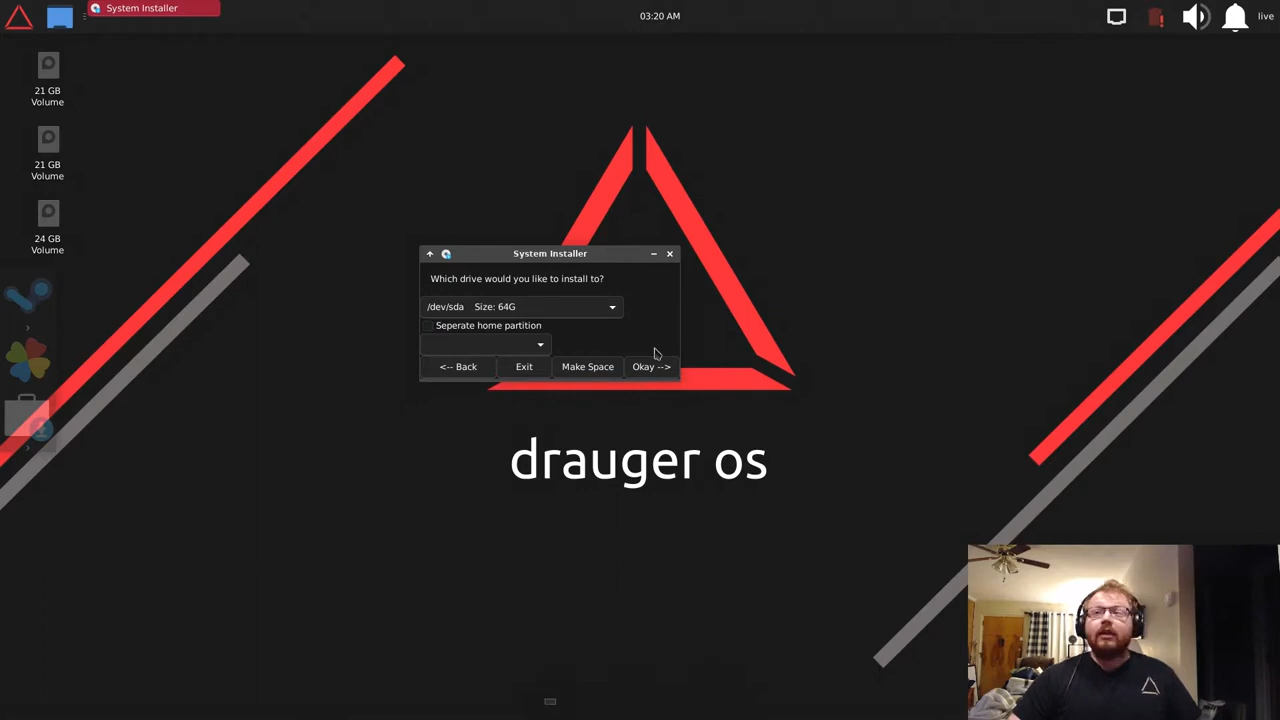 System Installer
03:20 AM
live
21 GB
Volume
21 GB
Volume
24 GB
Volume
System Installer
Which drive would you like to install to?
/dev/sda Size: 64G
Seperate home partition
<-- Back
Exit
Make Space
Okay -->
drauger os